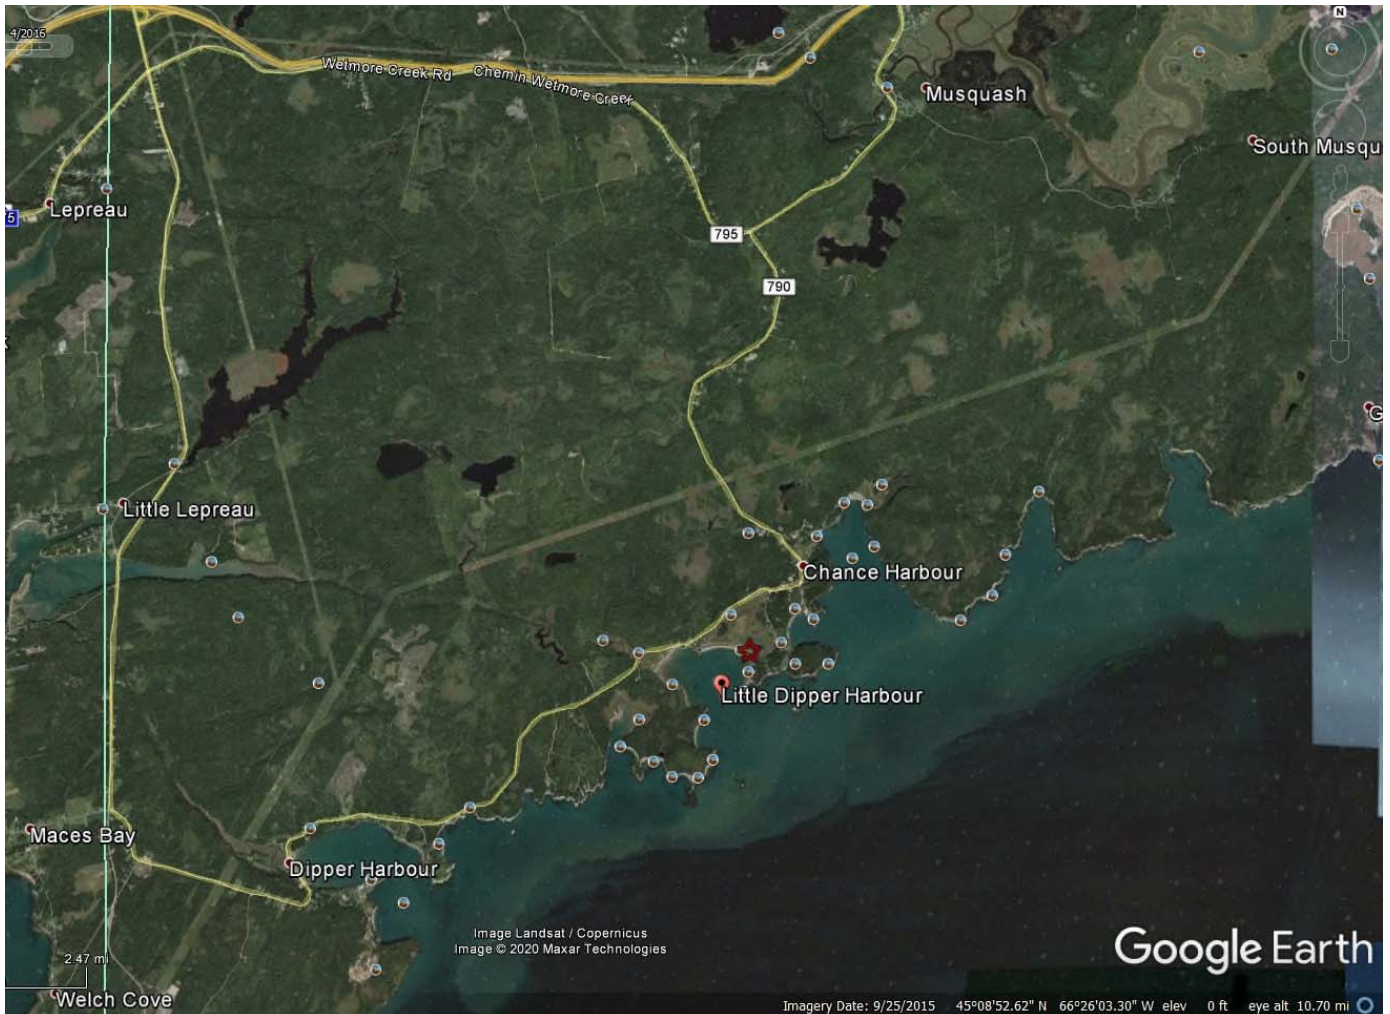 N
4/2016
Wetmore Creek Rd
Chemin Wetmore Creek
Musquash
South Musqu
Lepreau
795
790
G
Little Lepreau
Chance Harbour
Little Dipper Harbour
Maces Bay
Dipper Harbour
Image Landsat / Copernicus
Image © 2020 Maxar Technologies
Google Earth
2.47 mi
Welch Cove
Imagery Date: 9/25/2015 45°08'52.62" N 66°26'03.30" W elev 0 ft eye alt 10.70 mi